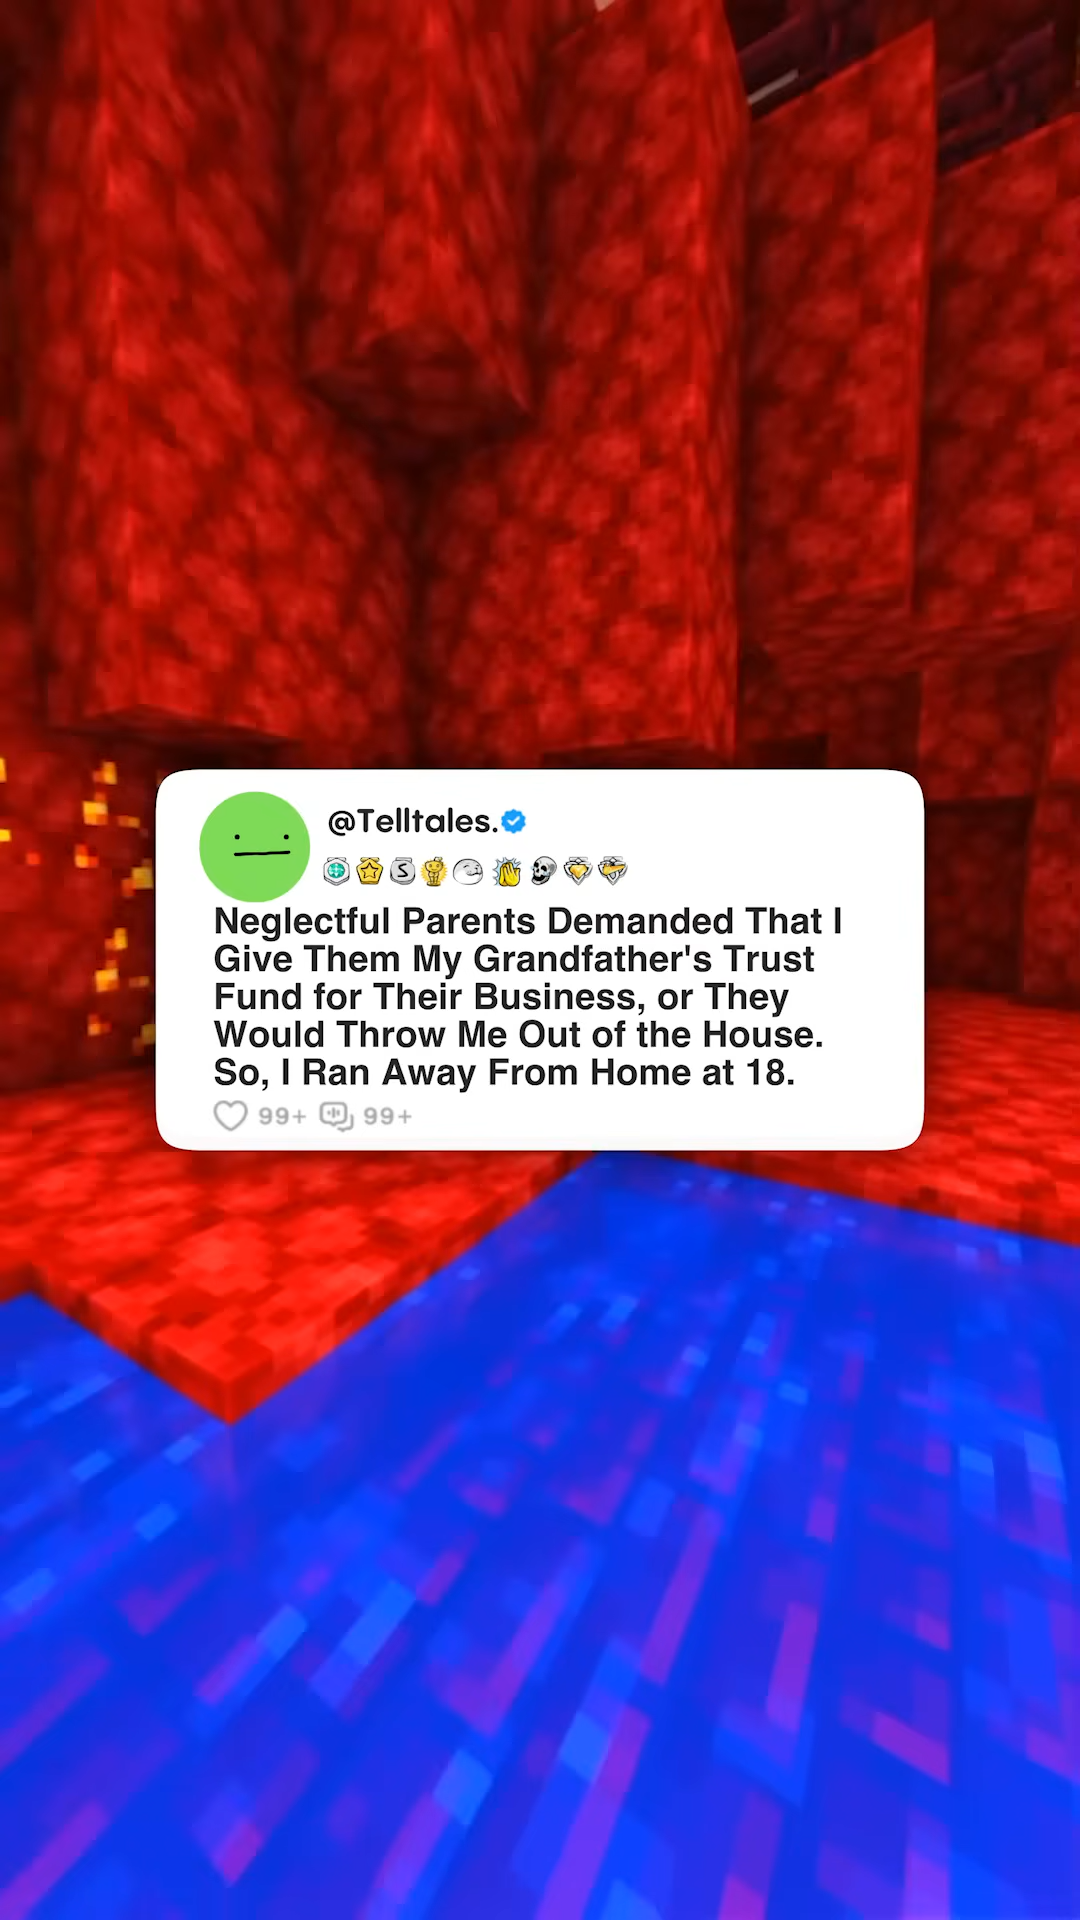 @Telltales.
Neglectful Parents Demanded That I
Give Them My Grandfather's Trust
Fund for Their Business, or They
Would Throw Me Out of the House.
So, I Ran Away From Home at 18.
99+ 99+